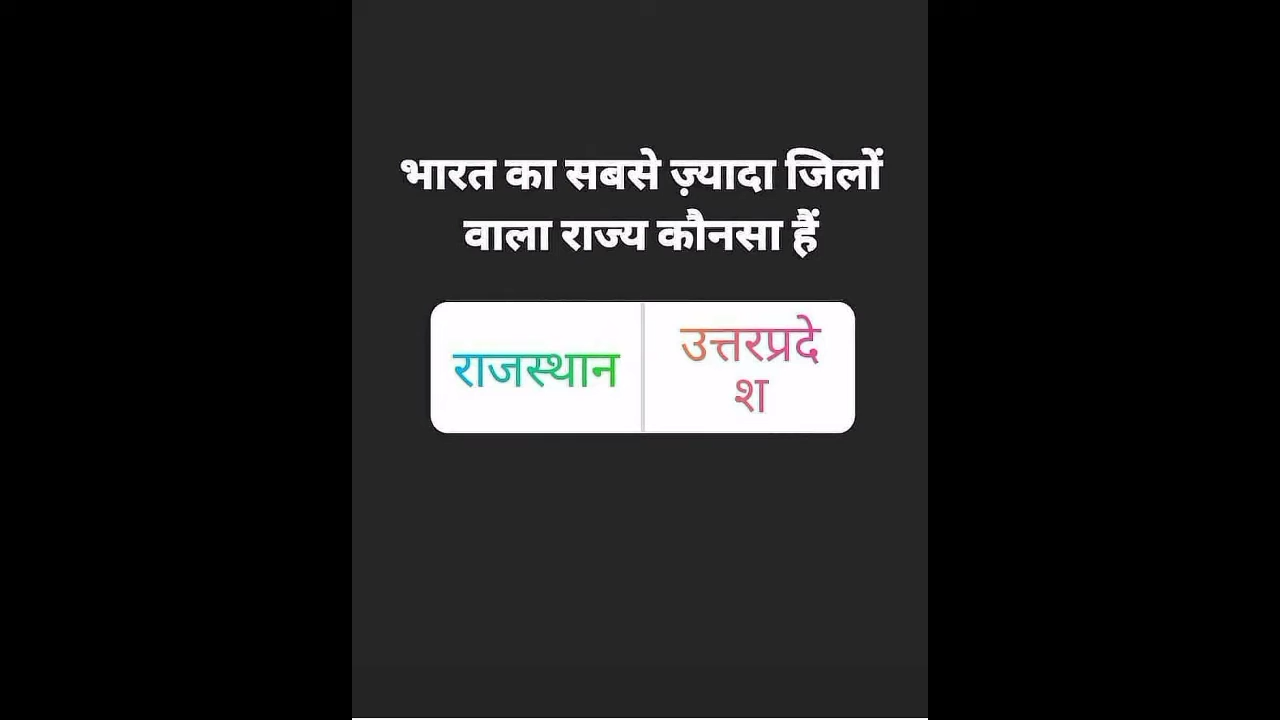 भारत का सबसे ज़्यादा जिलों
वाला राज्य कौनसा हैं
राजस्थान
उत्तरप्रदे
श